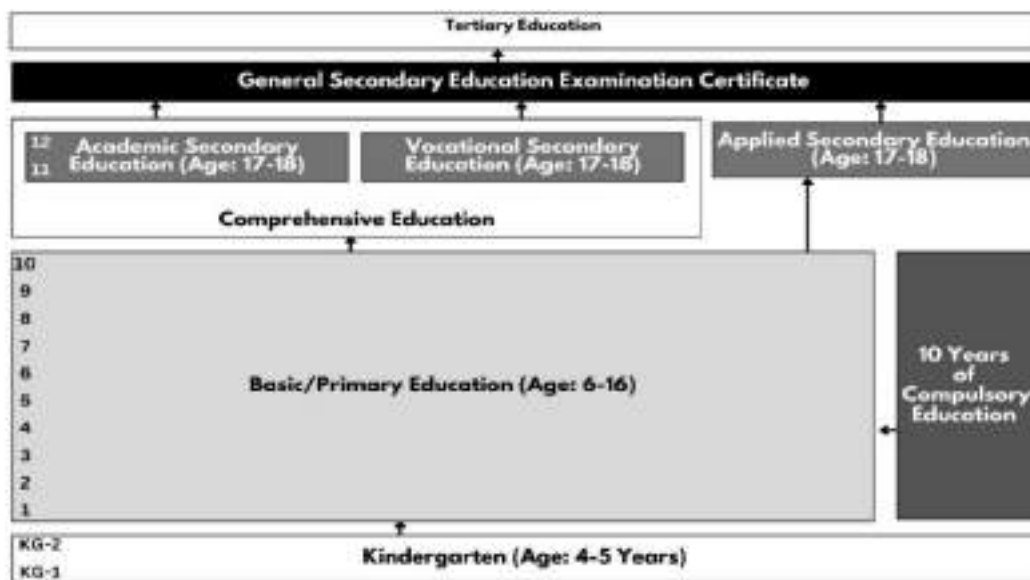 Tertiary Education
General Secondary Education Examination Certificate
12
11
Academic Secondary
Education (Age: 17-18)
Vocational Secondary
Education (Age: 17-18)
Applied Secondary Education
(Age: 17-18)
Comprehensive Education
10
9
8
7
6
5
4
3
2
1
Basic/Primary Education (Age: 6-16)
10 Years
of
Compulsory
Education
KG-2
KG-1
Kindergarten (Age: 4-5 Years)